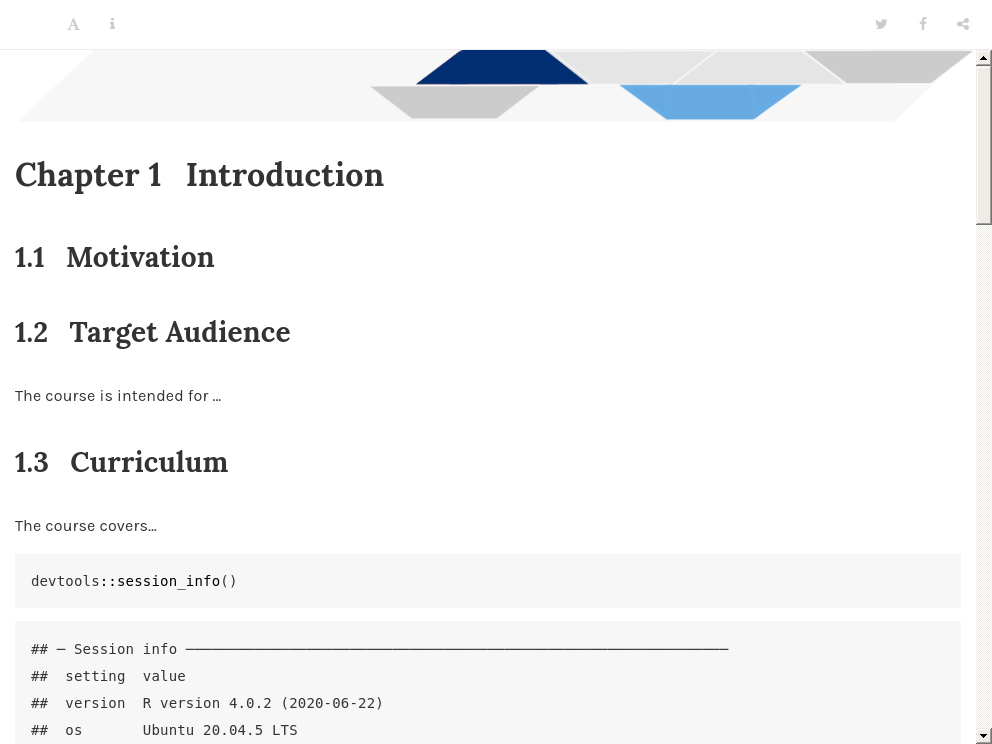 Chapter 1 Introduction
1.1 Motivation
1.2 Target Audience
The course is intended for …
1.3 Curriculum
The course covers…
devtools::session_info()
## ─ Session info ───────────────────────────────────────────────────────────────
##  setting  value
##  version  R version 4.0.2 (2020-06-22)
##  os       Ubuntu 20.04.5 LTS